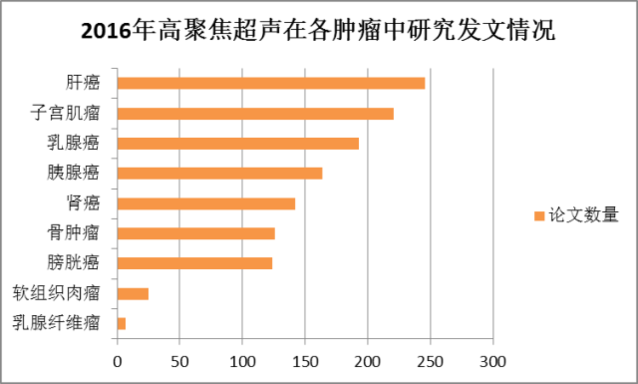 2016年高聚焦超声在各肿瘤中研究发文情况
肝癌
子宫肌瘤
乳腺癌
胰腺癌
肾癌
骨肿瘤
膀胱癌
软组织肉瘤
乳腺纤维瘤
0 50 100 150 200 250 300
论文数量